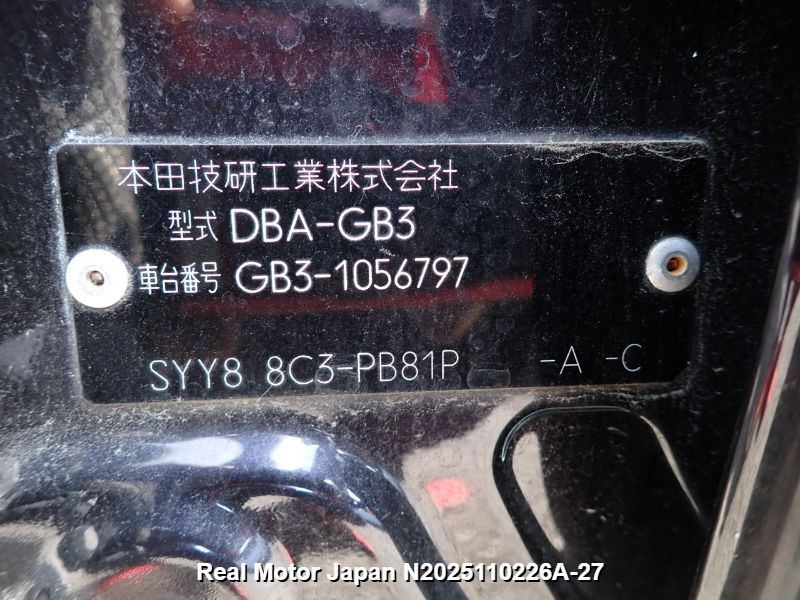 本田技研工業株式会社
型式 DBA-GB3
車台番号 GB3-1056797
SYY8 8C3-PB81P -A -C
Real Motor Japan N2025110226A-27